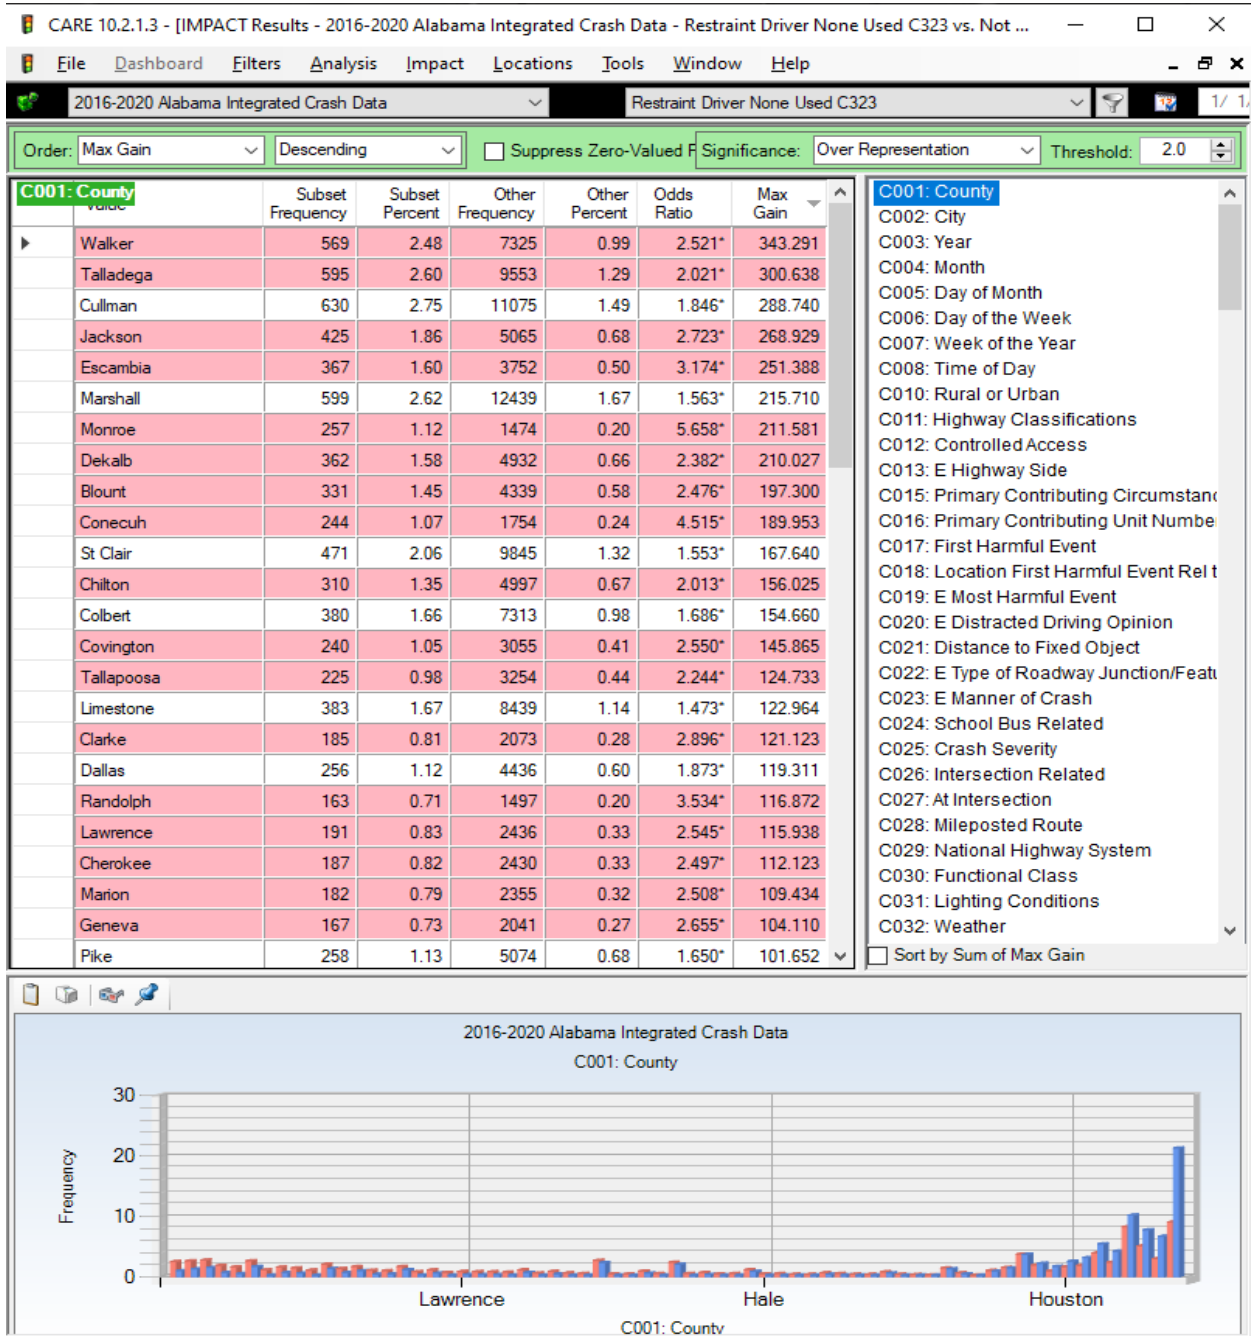 CARE 10.2.1.3 - [IMPACT Results - 2016-2020 Alabama Integrated Crash Data - Restraint Driver None Used C323 vs. Not ...
File Dashboard Filters Analysis Impact Locations Tools Window Help
2016-2020 Alabama Integrated Crash Data Restraint Driver None Used C323 1/ 1/
Order: Max Gain Descending Suppress Zero-Valued Significance: Over Representation Threshold: 2.0
C001: County Subset Frequency Subset Percent Other Frequency Other Percent Odds Ratio Max Gain
Walker 569 2.48 7325 0.99 2.521* 343.291
Talladega 595 2.60 9553 1.29 2.021* 300.638
Cullman 630 2.75 11075 1.49 1.846* 288.740
Jackson 425 1.86 5065 0.68 2.723* 268.929
Escambia 367 1.60 3752 0.50 3.174* 251.388
Marshall 599 2.62 12439 1.67 1.563* 215.710
Monroe 257 1.12 1474 0.20 5.658* 211.581
Dekalb 362 1.58 4932 0.66 2.382* 210.027
Blount 331 1.45 4339 0.58 2.476* 197.300
Conecuh 244 1.07 1754 0.24 4.515* 189.953
St Clair 471 2.06 9845 1.32 1.553* 167.640
Chilton 310 1.35 4997 0.67 2.013* 156.025
Colbert 380 1.66 7313 0.98 1.686* 154.660
Covington 240 1.05 3055 0.41 2.550* 145.865
Tallapoosa 225 0.98 3254 0.44 2.244* 124.733
Limestone 383 1.67 8439 1.14 1.473* 122.964
Clarke 185 0.81 2073 0.28 2.896* 121.123
Dallas 256 1.12 4436 0.60 1.873* 119.311
Randolph 163 0.71 1497 0.20 3.534* 116.872
Lawrence 191 0.83 2436 0.33 2.545* 115.938
Cherokee 187 0.82 2430 0.33 2.497* 112.123
Marion 182 0.79 2355 0.32 2.508* 109.434
Geneva 167 0.73 2041 0.27 2.655* 104.110
Pike 258 1.13 5074 0.68 1.650* 101.652
C001: County
C002: City
C003: Year
C004: Month
C005: Day of Month
C006: Day of the Week
C007: Week of the Year
C008: Time of Day
C010: Rural or Urban
C011: Highway Classifications
C012: Controlled Access
C013: E Highway Side
C015: Primary Contributing Circumstanc
C016: Primary Contributing Unit Numbe
C017: First Harmful Event
C018: Location First Harmful Event Rel t
C019: E Most Harmful Event
C020: E Distracted Driving Opinion
C021: Distance to Fixed Object
C022: E Type of Roadway Junction/Featu
C023: E Manner of Crash
C024: School Bus Related
C025: Crash Severity
C026: Intersection Related
C027: At Intersection
C028: Mileposted Route
C029: National Highway System
C030: Functional Class
C031: Lighting Conditions
C032: Weather
Sort by Sum of Max Gain
2016-2020 Alabama Integrated Crash Data
C001: County
30
20
10
0
Frequency
Lawrence Hale Houston
C001: County